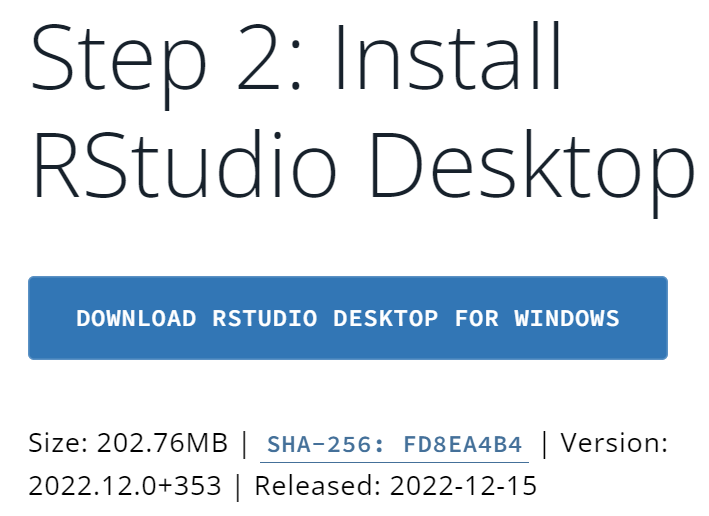 Step 2: Install
RStudio Desktop
DOWNLOAD RSTUDIO DESKTOP FOR WINDOWS
Size: 202.76MB | SHA-256: FD8EA4B4 | Version:
2022.12.0+353 | Released: 2022-12-15